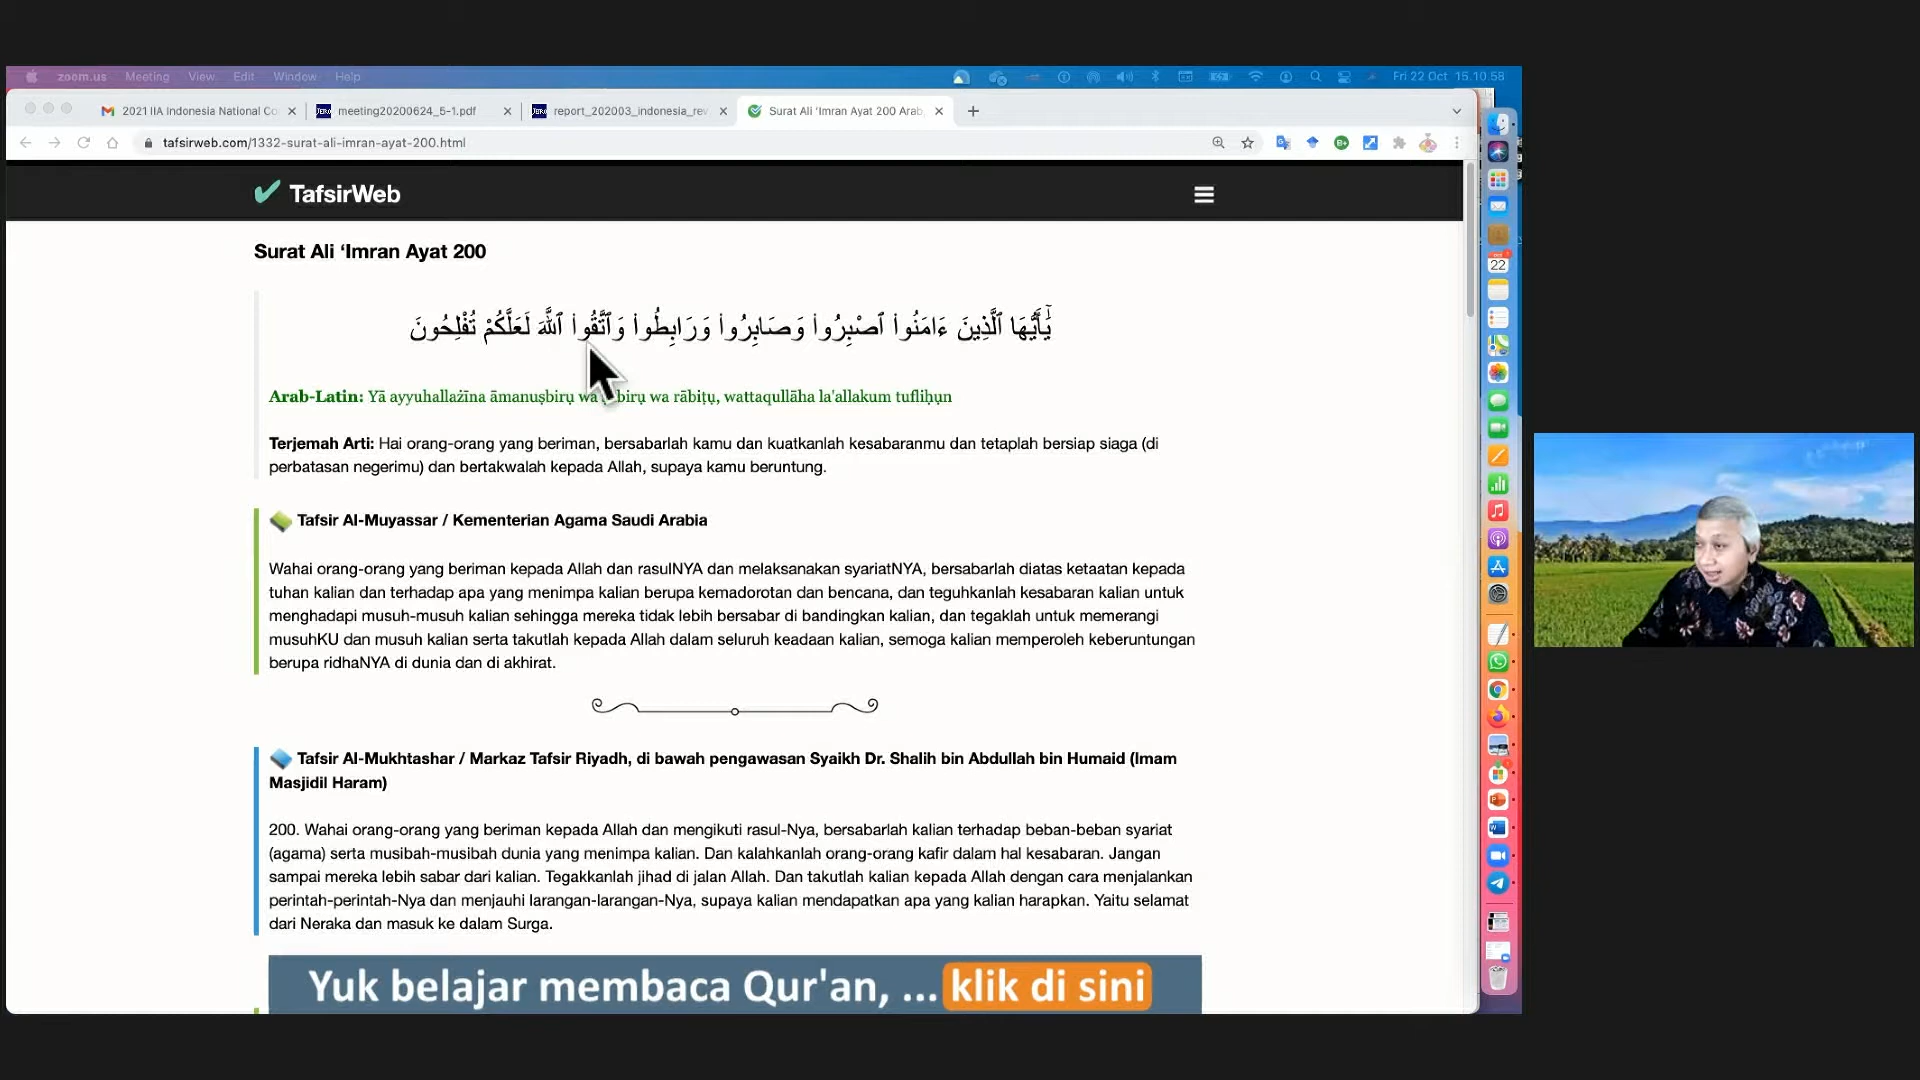 zoom.us Meeting View Edit Window Help Fri 22 Oct 15.10.58
2021 IIA Indonesia National Co meeting20200624_5-1.pdf report_202003_indonesia_rev Surat Ali 'Imran Ayat 200 Arab,
tafsirweb.com/1332-surat-ali-imran-ayat-200.html
TafsirWeb
Surat Ali ‘Imran Ayat 200
يَٰٓأَيُّهَا ٱلَّذِينَ ءَامَنُوا۟ ٱصْبِرُوا۟ وَصَابِرُوا۟ وَرَابِطُوا۟ وَٱتَّقُوا۟ ٱللَّهَ لَعَلَّكُمْ تُفْلِحُونَ
Arab-Latin: Yā ayyuhallażīna āmanuṣbirụ wa birụ wa rābiṭụ, wattaqullāha la'allakum tufliḥụn
Terjemah Arti: Hai orang-orang yang beriman, bersabarlah kamu dan kuatkanlah kesabaranmu dan tetaplah bersiap siaga (di
perbatasan negerimu) dan bertakwalah kepada Allah, supaya kamu beruntung.
Tafsir Al-Muyassar / Kementerian Agama Saudi Arabia
Wahai orang-orang yang beriman kepada Allah dan rasulNYA dan melaksanakan syariatNYA, bersabarlah diatas ketaatan kepada
tuhan kalian dan terhadap apa yang menimpa kalian berupa kemadorotan dan bencana, dan teguhkanlah kesabaran kalian untuk
menghadapi musuh-musuh kalian sehingga mereka tidak lebih bersabar di bandingkan kalian, dan tegaklah untuk memerangi
musuhKU dan musuh kalian serta takutlah kepada Allah dalam seluruh keadaan kalian, semoga kalian memperoleh keberuntungan
berupa ridhaNYA di dunia dan di akhirat.
Tafsir Al-Mukhtashar / Markaz Tafsir Riyadh, di bawah pengawasan Syaikh Dr. Shalih bin Abdullah bin Humaid (Imam
Masjidil Haram)
200. Wahai orang-orang yang beriman kepada Allah dan mengikuti rasul-Nya, bersabarlah kalian terhadap beban-beban syariat
(agama) serta musibah-musibah dunia yang menimpa kalian. Dan kalahkanlah orang-orang kafir dalam hal kesabaran. Jangan
sampai mereka lebih sabar dari kalian. Tegakkanlah jihad di jalan Allah. Dan takutlah kalian kepada Allah dengan cara menjalankan
perintah-perintah-Nya dan menjauhi larangan-larangan-Nya, supaya kalian mendapatkan apa yang kalian harapkan. Yaitu selamat
dari Neraka dan masuk ke dalam Surga.
Yuk belajar membaca Qur'an, ... klik di sini
22